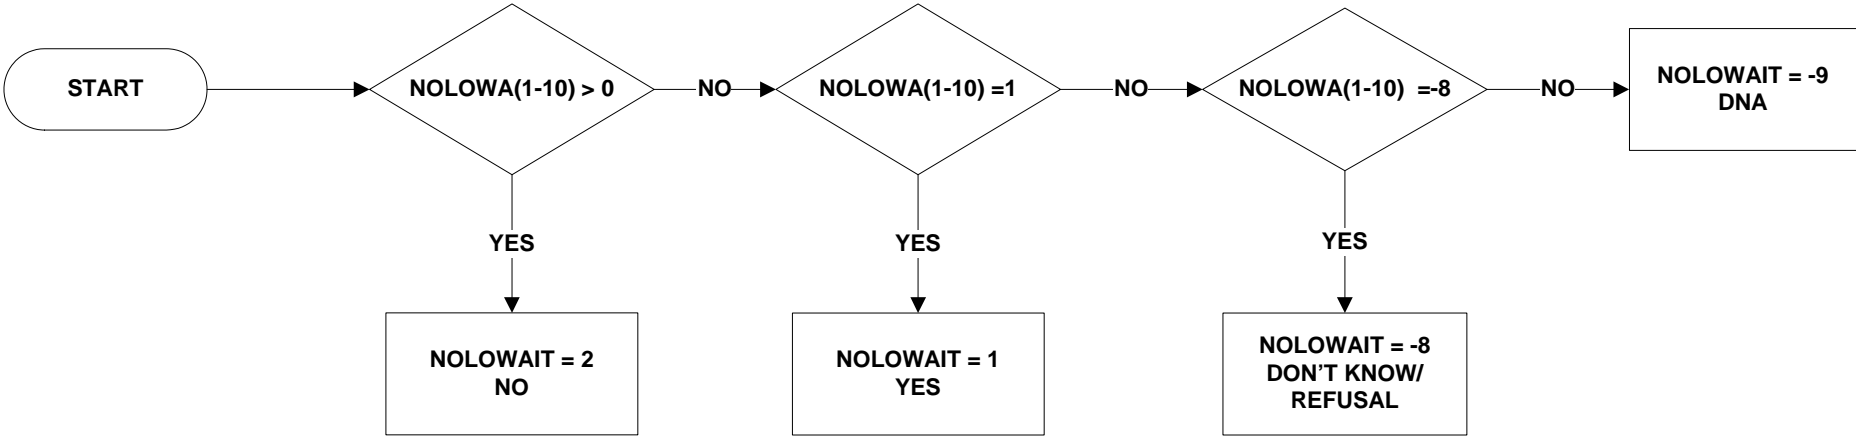 START
NOLOWA(1-10) > 0
NO
NOLOWA(1-10) =1
NO
NOLOWA(1-10)  =-8
NO
NOLOWAIT = -9
DNA
YES
YES
YES
NOLOWAIT = 2
NO
NOLOWAIT = 1
YES
NOLOWAIT = -8
DON'T KNOW/
REFUSAL